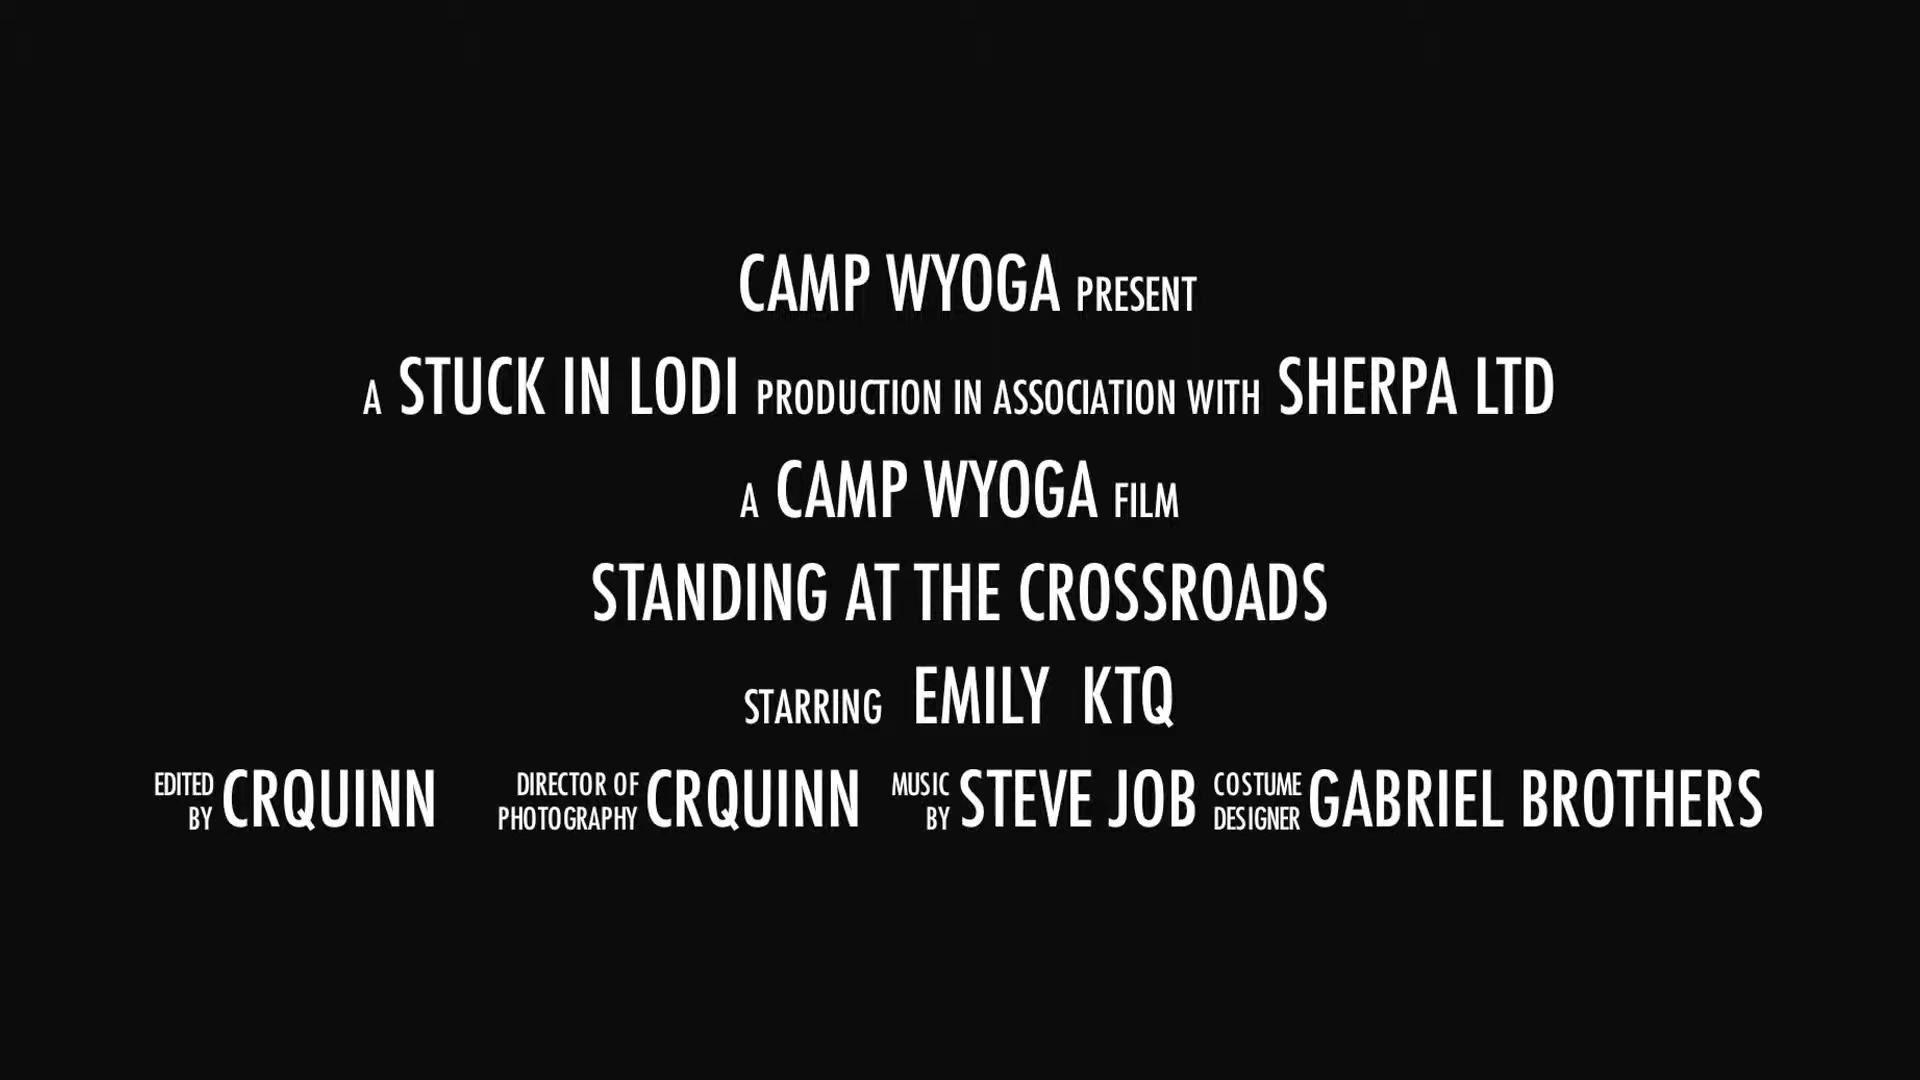 CAMP WYOGA PRESENT
A STUCK IN LODI PRODUCTION IN ASSOCIATION WITH SHERPA LTD
A CAMP WYOGA FILM
STANDING AT THE CROSSROADS
STARRING EMILY KTQ
EDITED BY CRQUINN DIRECTOR OF PHOTOGRAPHY CRQUINN MUSIC BY STEVE JOB COSTUME DESIGNER GABRIEL BROTHERS